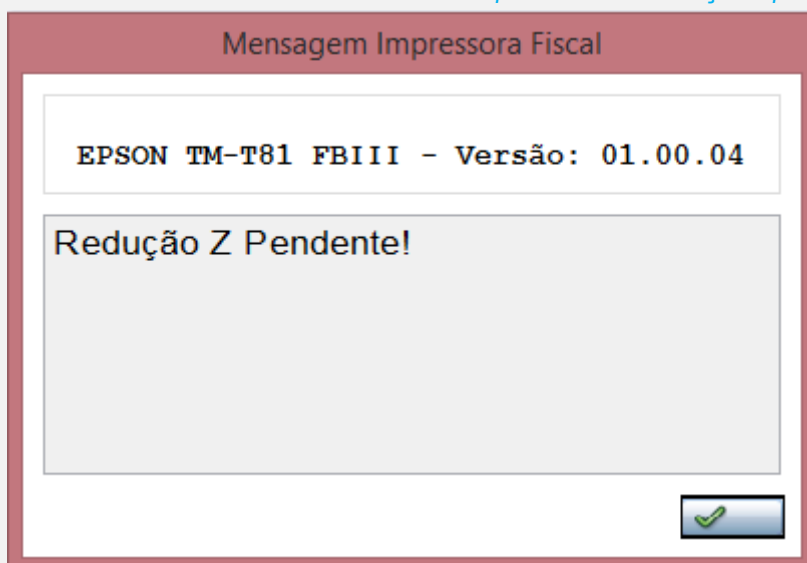 Mensagem Impressora Fiscal
EPSON TM-T81 FBIII - Versão: 01.00.04
Redução Z Pendente!